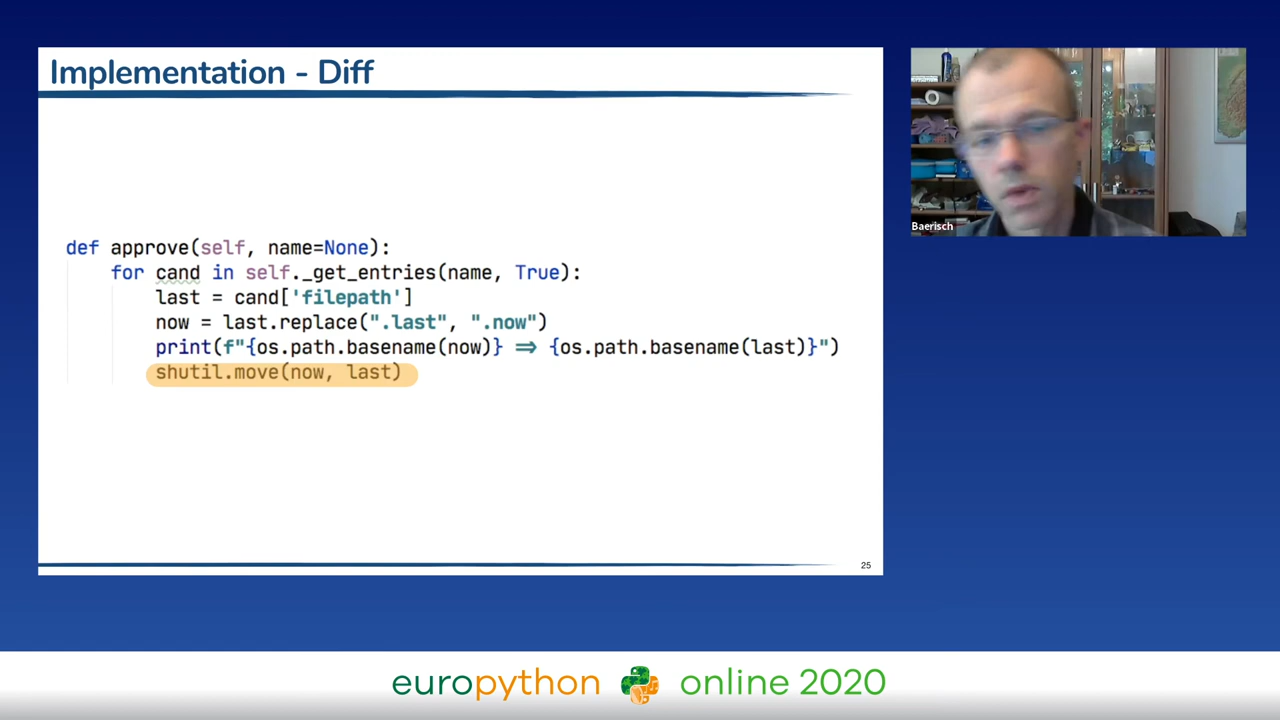 Implementation - Diff
def approve(self, name=None):
for cand in self._get_entries(name, True):
last = cand['filepath']
now = last.replace(".last", ".now")
print(f"{os.path.basename(now)} => {os.path.basename(last)}")
shutil.move(now, last)
25
Baerisch
europython online 2020